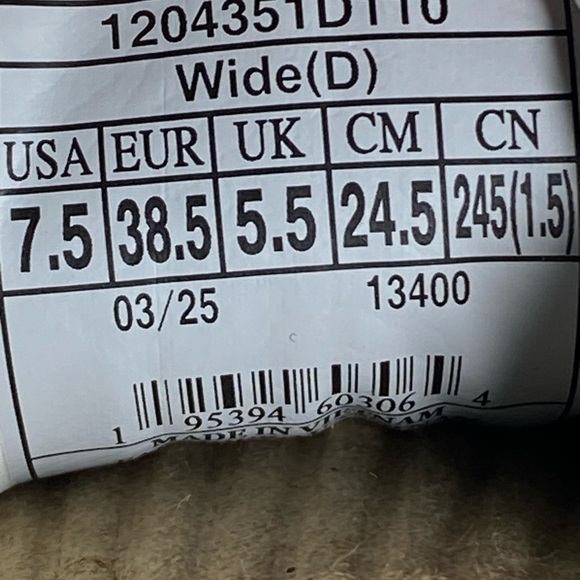 1204351D110
Wide(D)
USA EUR UK CM CN
7.5 38.5 5.5 24.5 245(1.5)
03/25 13400
1 95394 60306 4
MADE IN VIETNAM